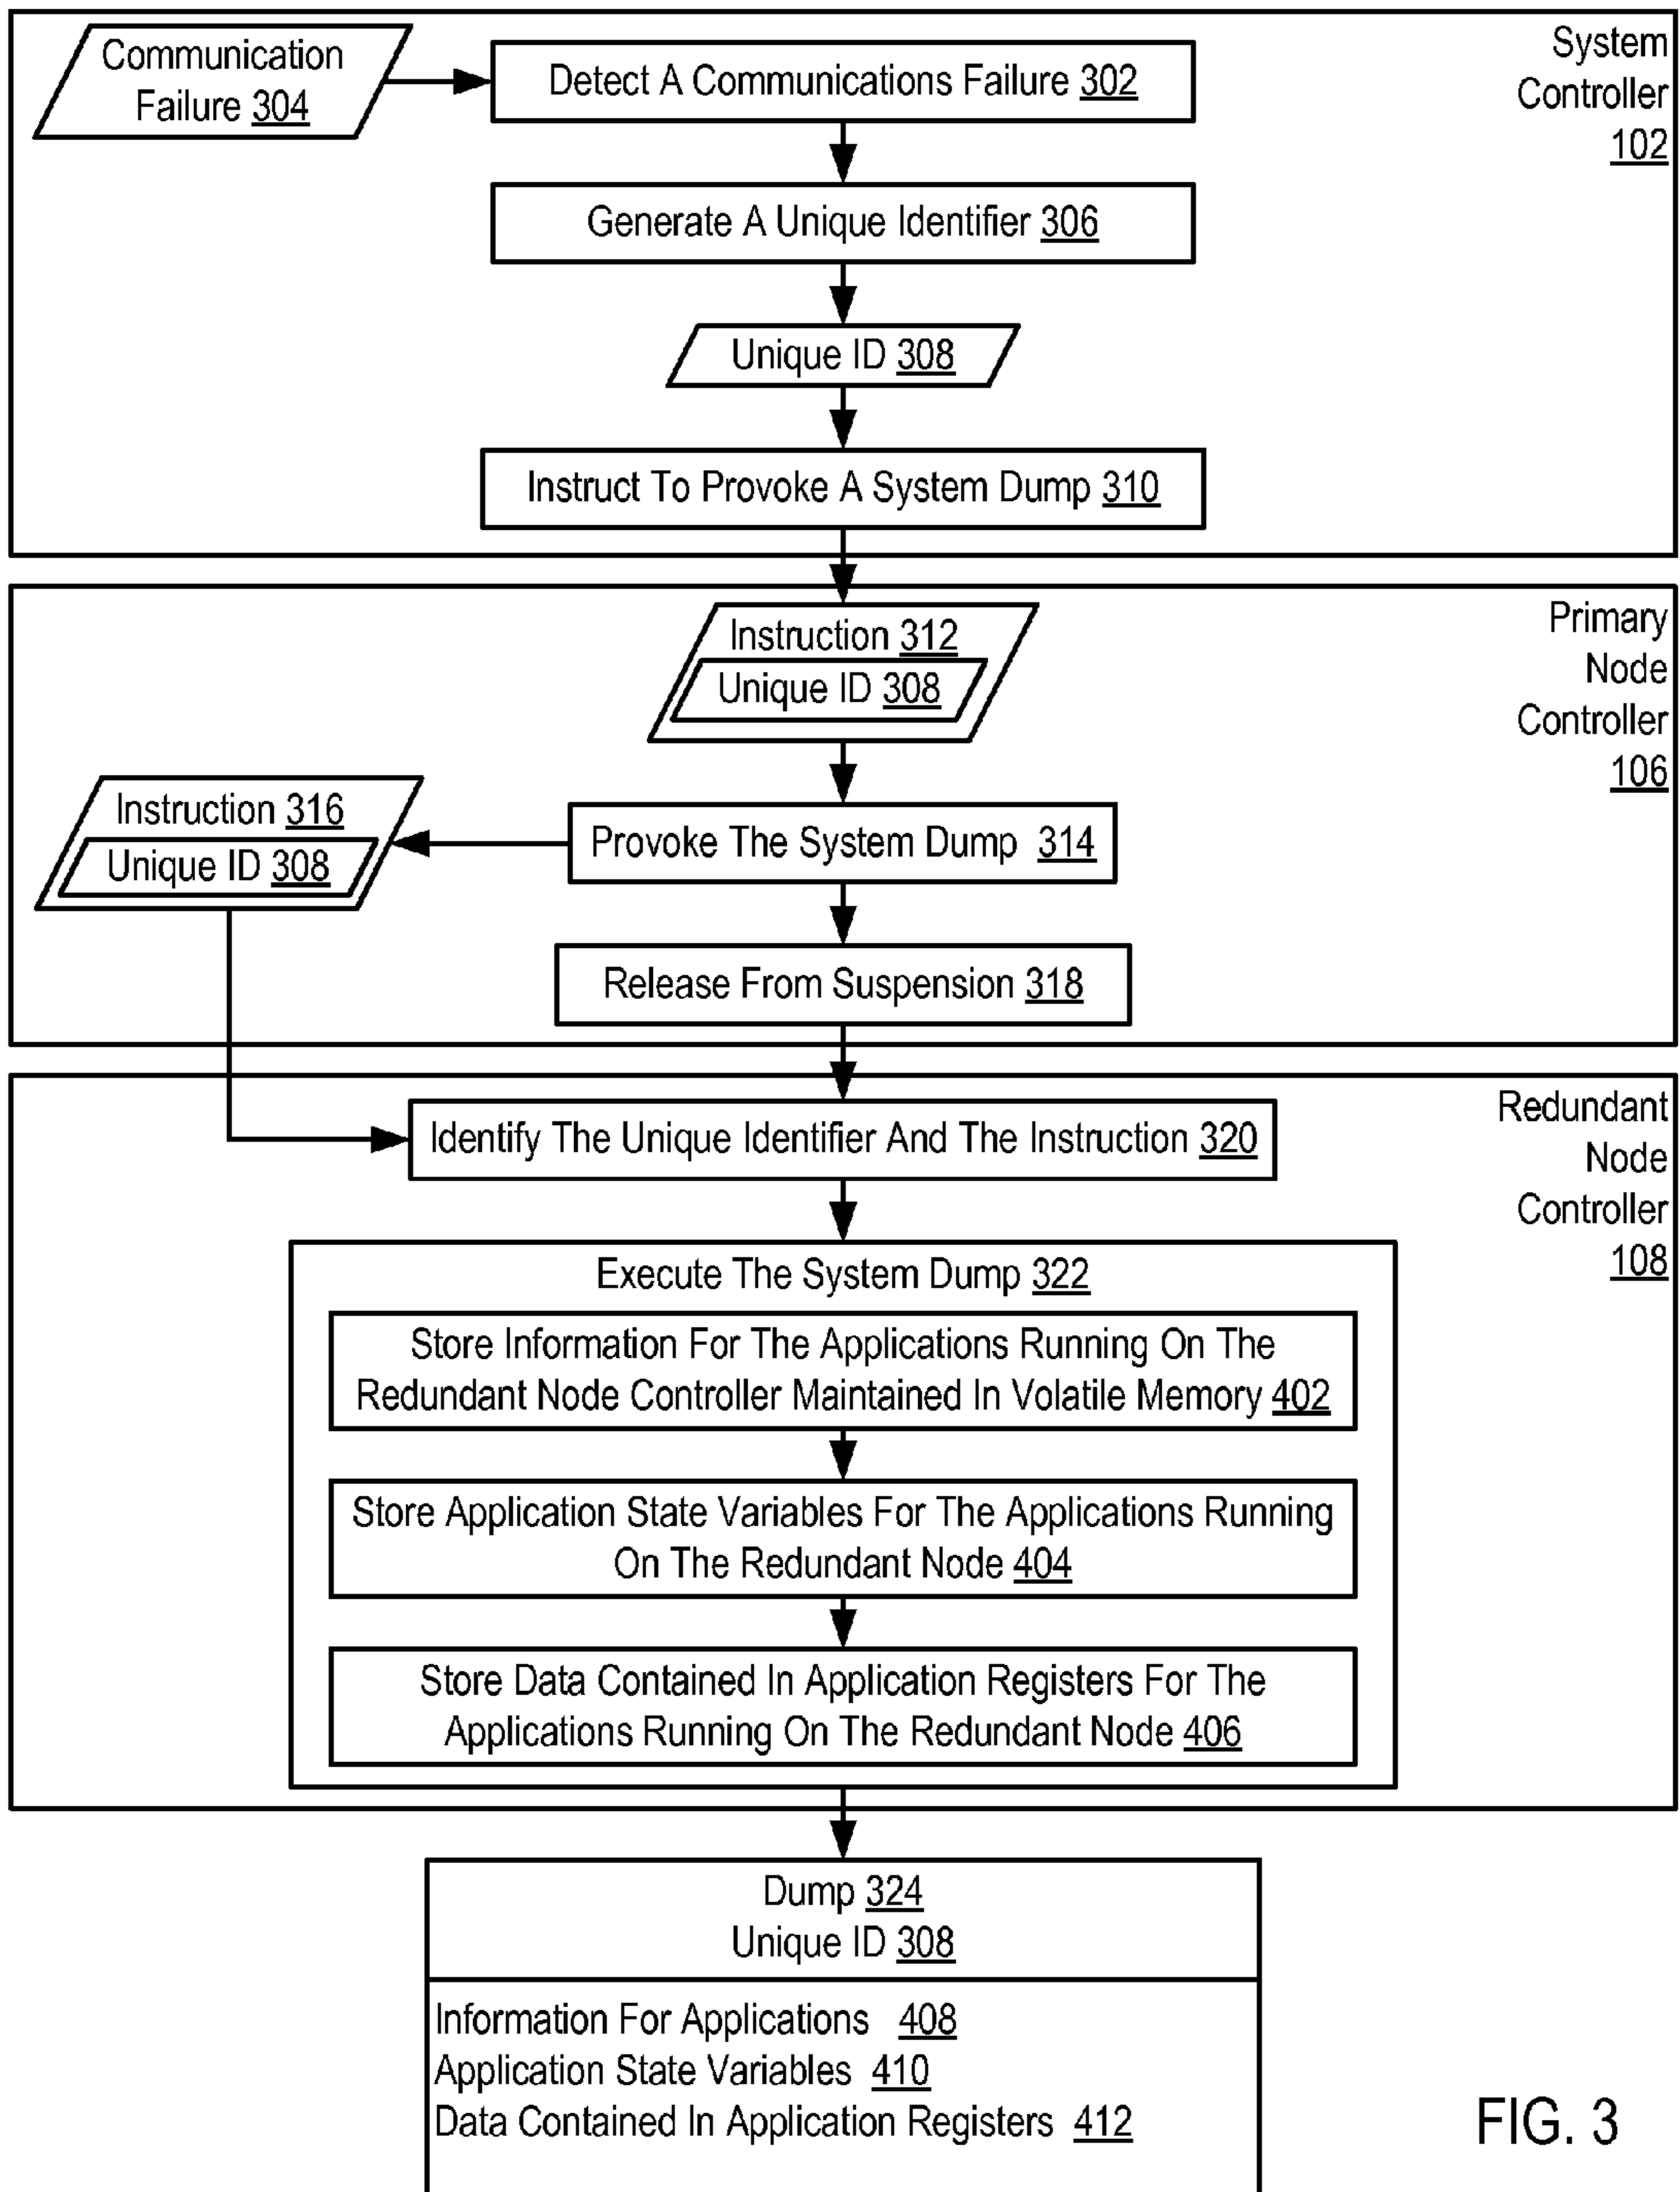 Communication
Failure 304
Detect A Communications Failure 302
System
Controller
102
Generate A Unique Identifier 306
Unique ID 308
Instruct To Provoke A System Dump 310
Primary
Node
Controller
106
Instruction 312
Unique ID 308
Instruction 316
Unique ID 308
Provoke The System Dump 314
Release From Suspension 318
Redundant
Node
Controller
108
Identify The Unique Identifier And The Instruction 320
Execute The System Dump 322
Store Information For The Applications Running On The
Redundant Node Controller Maintained In Volatile Memory 402
Store Application State Variables For The Applications Running
On The Redundant Node 404
Store Data Contained In Application Registers For The
Applications Running On The Redundant Node 406
Dump 324
Unique ID 308
Information For Applications 408
Application State Variables 410
Data Contained In Application Registers 412
FIG. 3